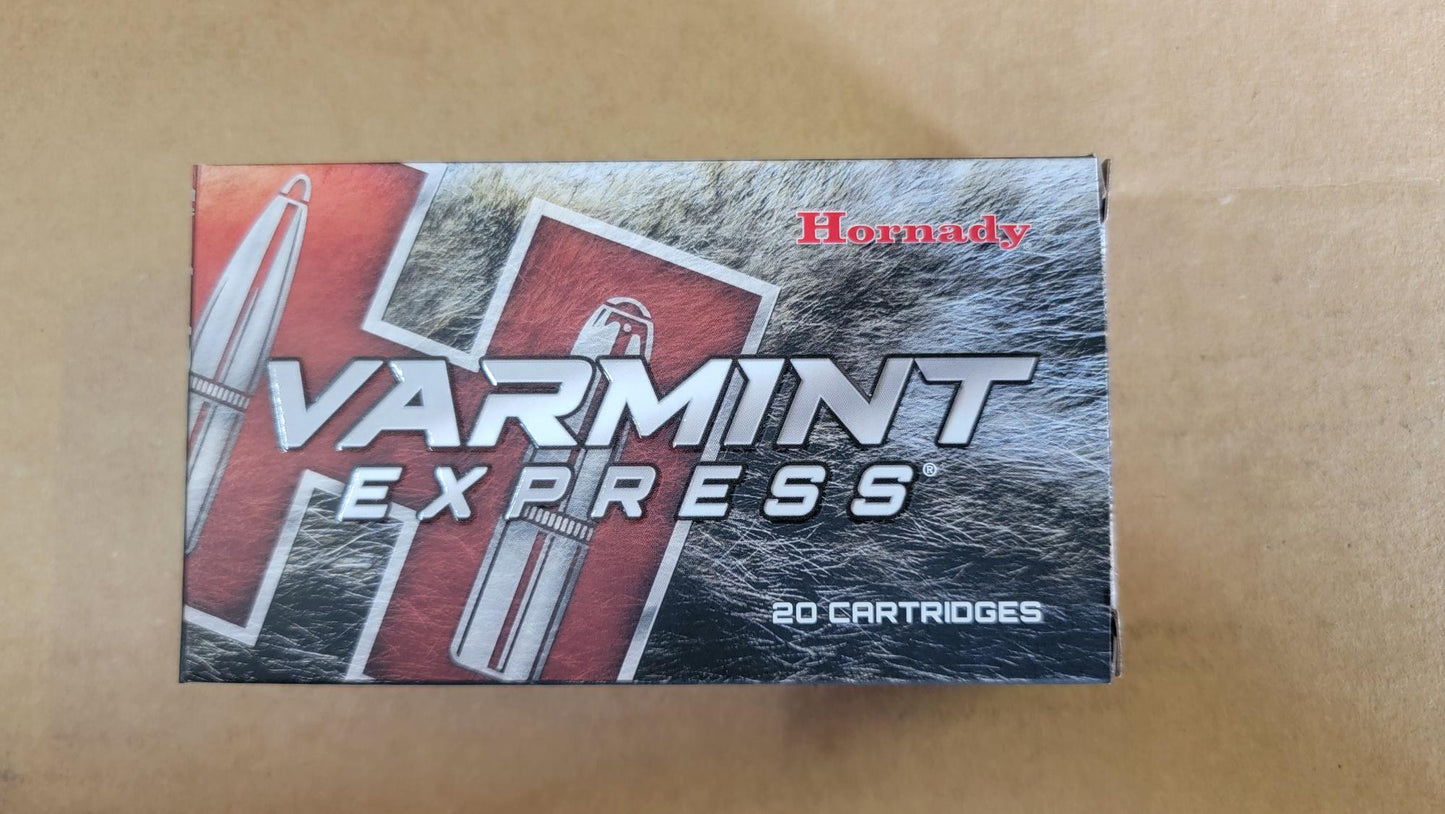 Hornady
VARMINT
EXPRESS®
20 CARTRIDGES